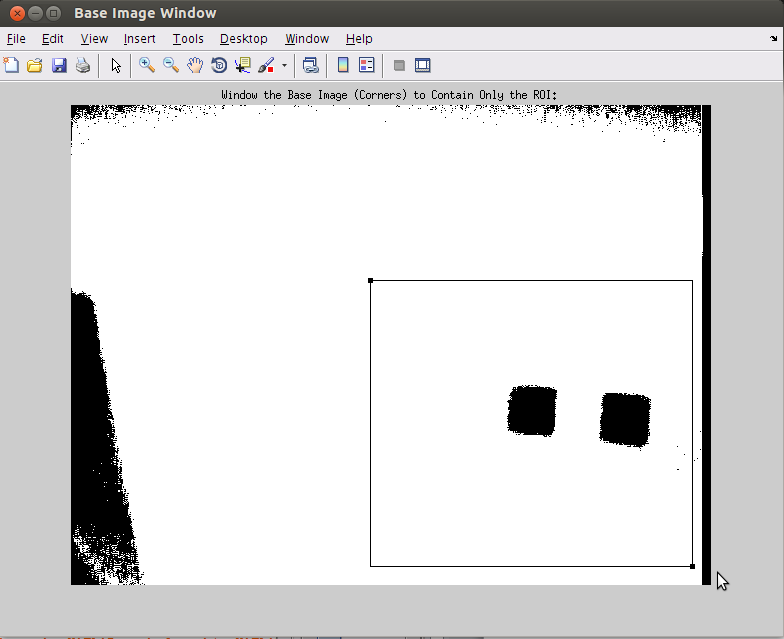 Base Image Window
File Edit View Insert Tools Desktop Window Help
Window the Base Image (Corners) to Contain Only the ROI: